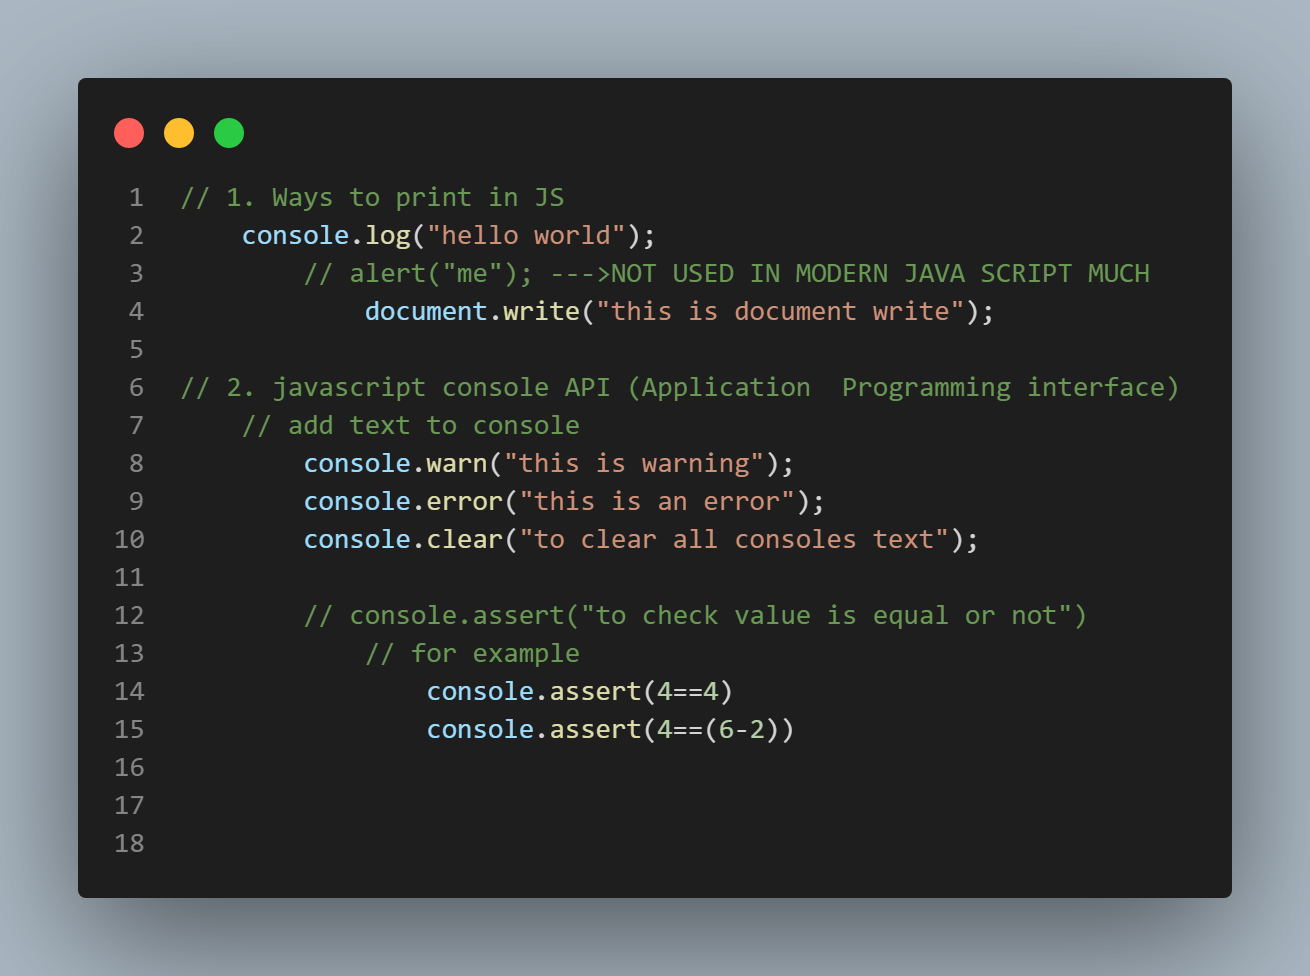 1 // 1. Ways to print in JS
2     console.log("hello world");
3         // alert("me"); --->NOT USED IN MODERN JAVA SCRIPT MUCH
4             document.write("this is document write");
5
6 // 2. javascript console API (Application  Programming interface)
7     // add text to console
8         console.warn("this is warning");
9         console.error("this is an error");
10         console.clear("to clear all consoles text");
11
12         // console.assert("to check value is equal or not")
13             // for example
14                 console.assert(4==4)
15                 console.assert(4==(6-2))
16
17
18